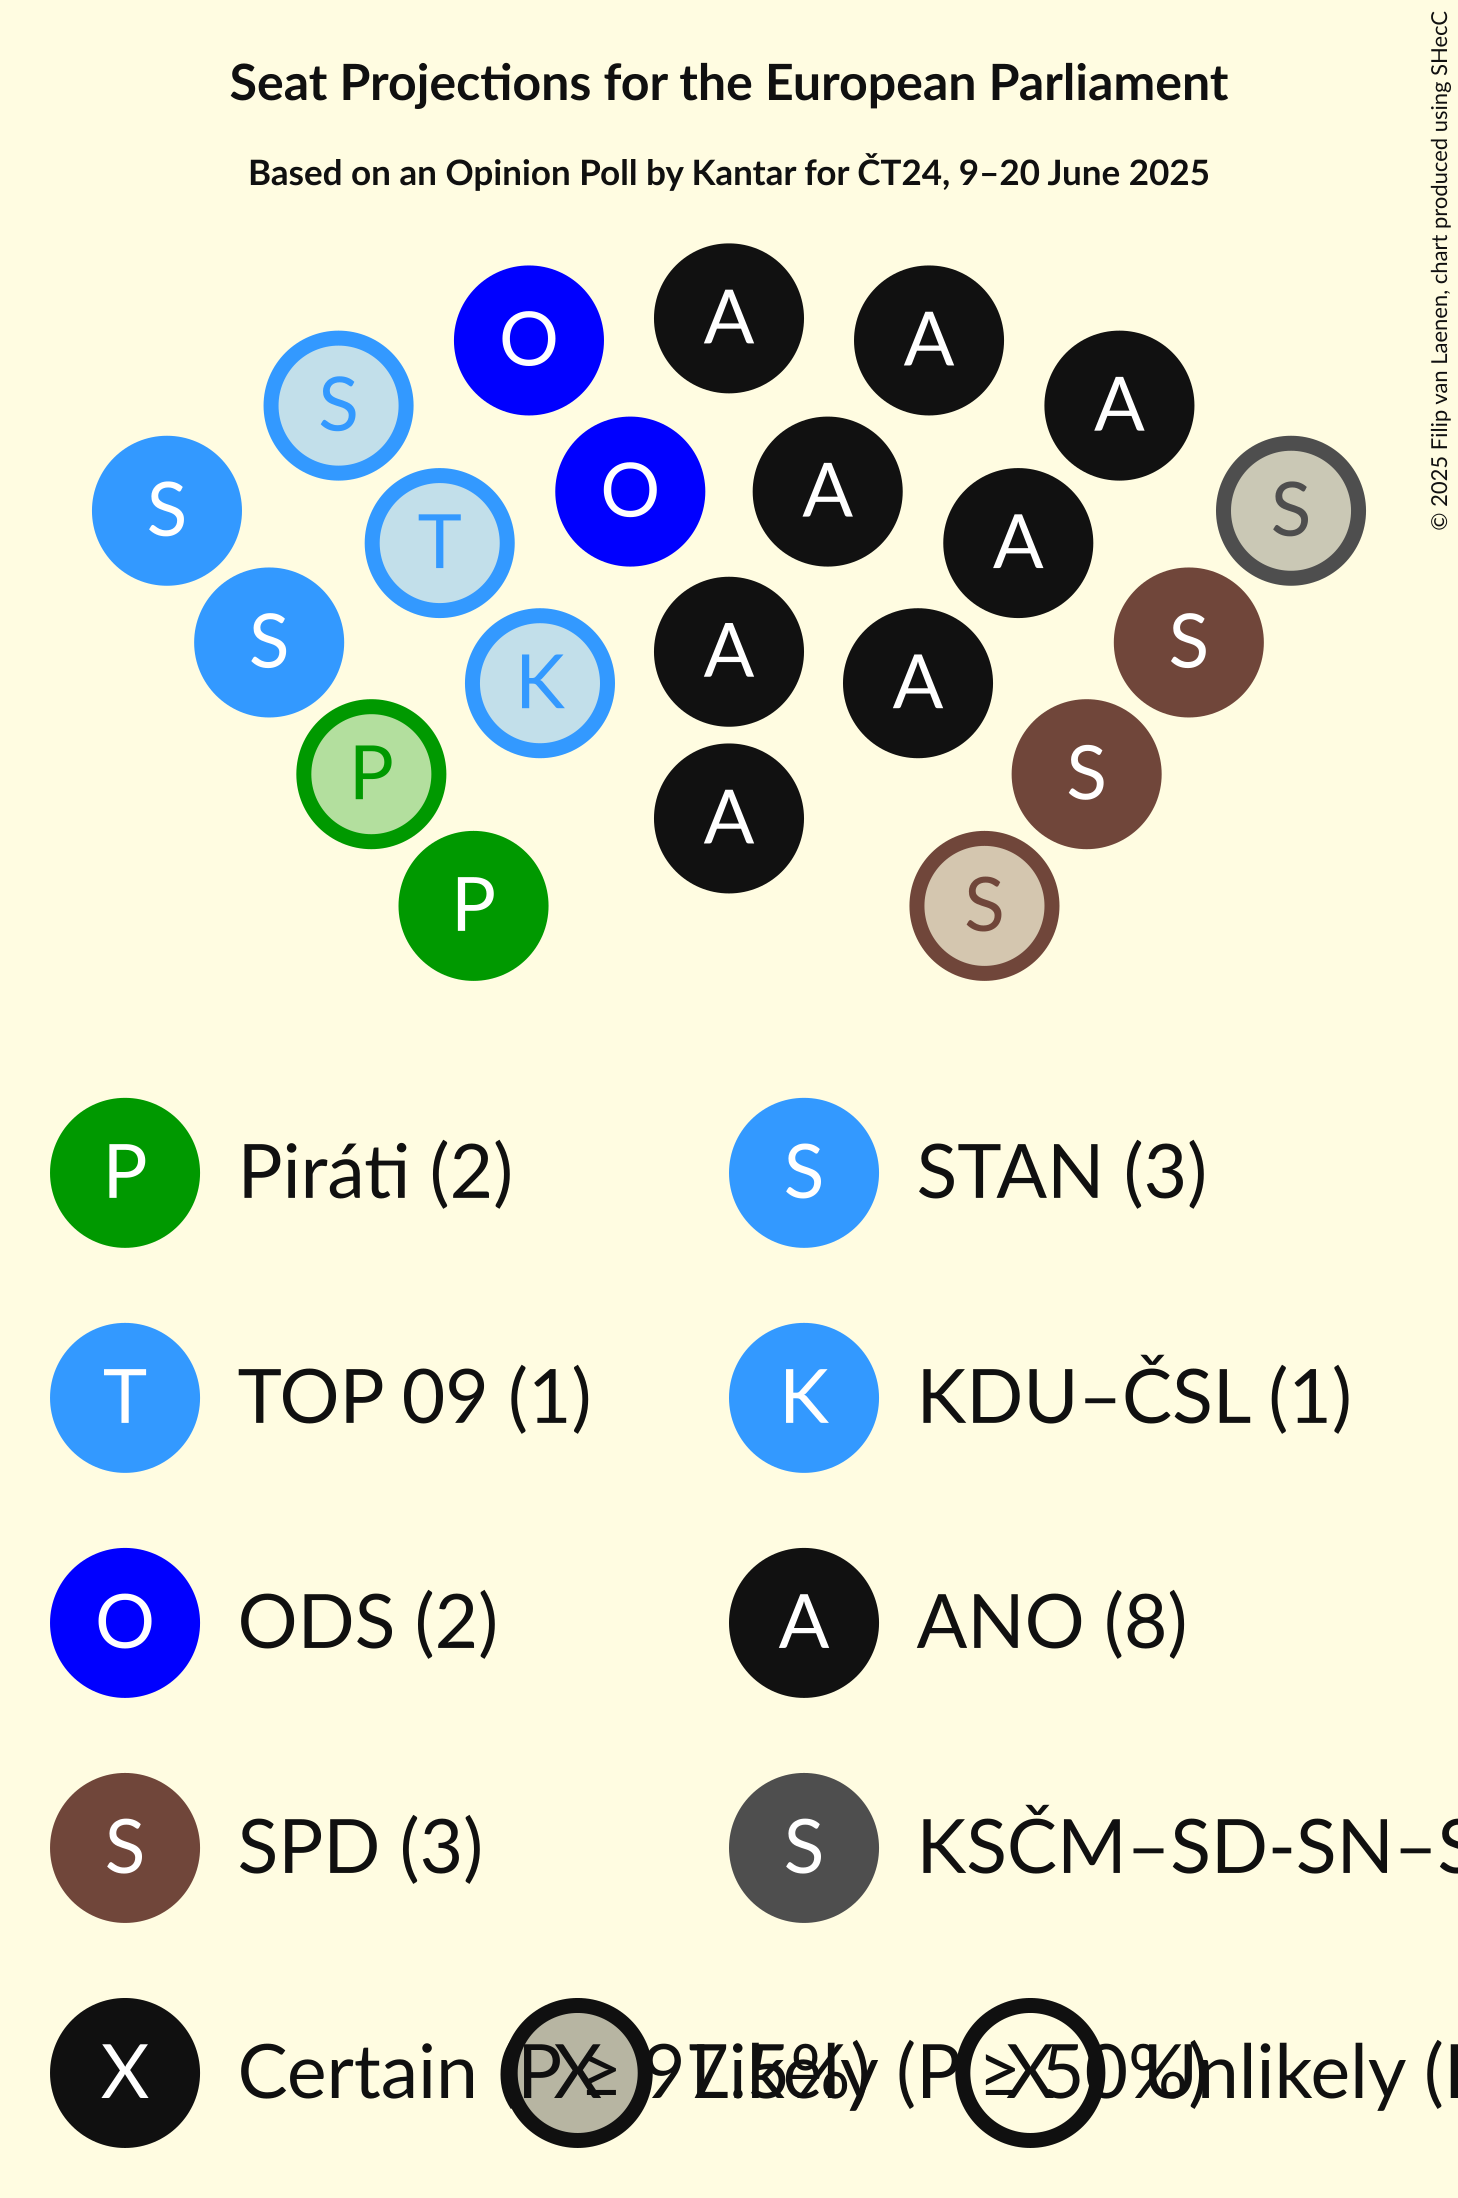 Seat Projections for the European Parliament
Based on an Opinion Poll by Kantar for ČT24, 9–20 June 2025
© 2025 Filip van Laenen, chart produced using SHecC
A
O A
S A
S O A S
T A
S A S
K A
P S
A
P S
P Piráti (2) S STAN (3)
T TOP 09 (1) K KDU–ČSL (1)
O ODS (2) A ANO (8)
S SPD (3) S KSČM–SD-SN–S
X Certain (P ≥ 97.5%) X Likely (P ≥ 50%) X Unlikely (